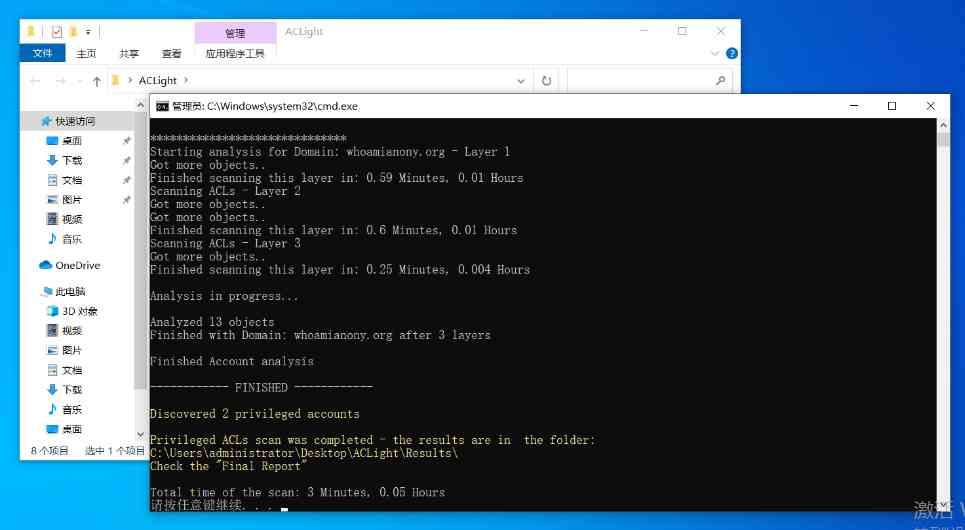 管理
ACLight
文件
主页
共享
查看
应用程序工具
ACLight
管理员: C:\Windows\system32\cmd.exe
快速访问
桌面
下载
文档
图片
视频
音乐
OneDrive
此电脑
3D 对象
视频
图片
文档
下载
音乐
桌面
8 个项目
选中 1 个项目
******************************
Starting analysis for Domain: whoamianony.org - Layer 1
Got more objects..
Finished scanning this layer in: 0.59 Minutes, 0.01 Hours
Scanning ACLs - Layer 2
Got more objects..
Got more objects..
Finished scanning this layer in: 0.6 Minutes, 0.01 Hours
Scanning ACLs - Layer 3
Got more objects..
Finished scanning this layer in: 0.25 Minutes, 0.004 Hours
Analysis in progress...
Analyzed 13 objects
Finished with Domain: whoamianony.org after 3 layers
Finished Account analysis
------------ FINISHED ------------
Discovered 2 privileged accounts
Privileged ACLs scan was completed - the results are in  the folder:
C:\Users\administrator\Desktop\ACLight\Results\
Check the "Final Report"
Total time of the scan: 3 Minutes, 0.05 Hours
请按任意键继续. . .
激活